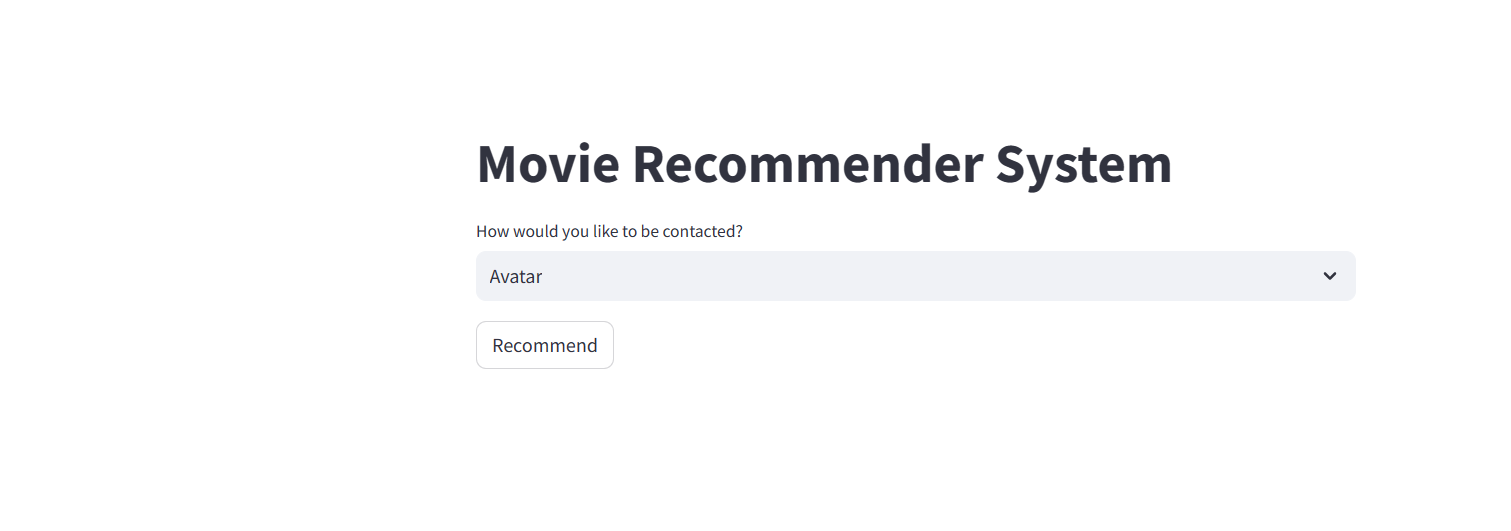 Movie Recommender System
How would you like to be contacted?
Avatar
Recommend